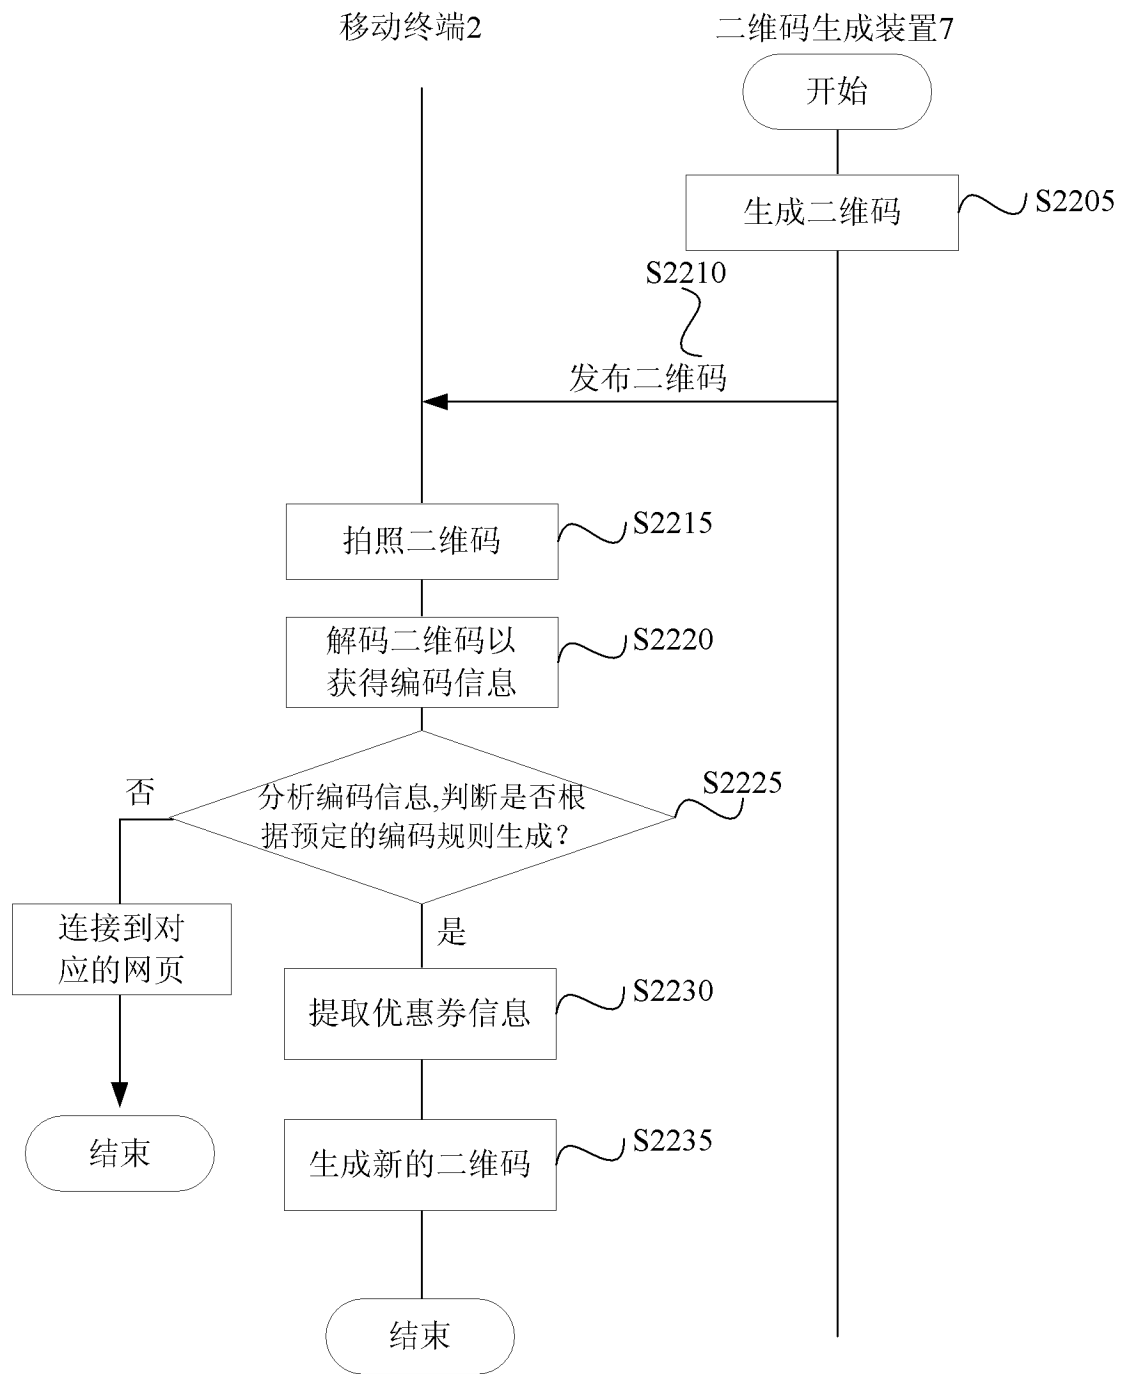 移动终端2
二维码生成装置7
开始
生成二维码
S2205
S2210
发布二维码
拍照二维码
S2215
解码二维码以
获得编码信息
S2220
分析编码信息,判断是否根
据预定的编码规则生成?
S2225
否
连接到对
应的网页
结束
是
提取优惠券信息
S2230
生成新的二维码
S2235
结束